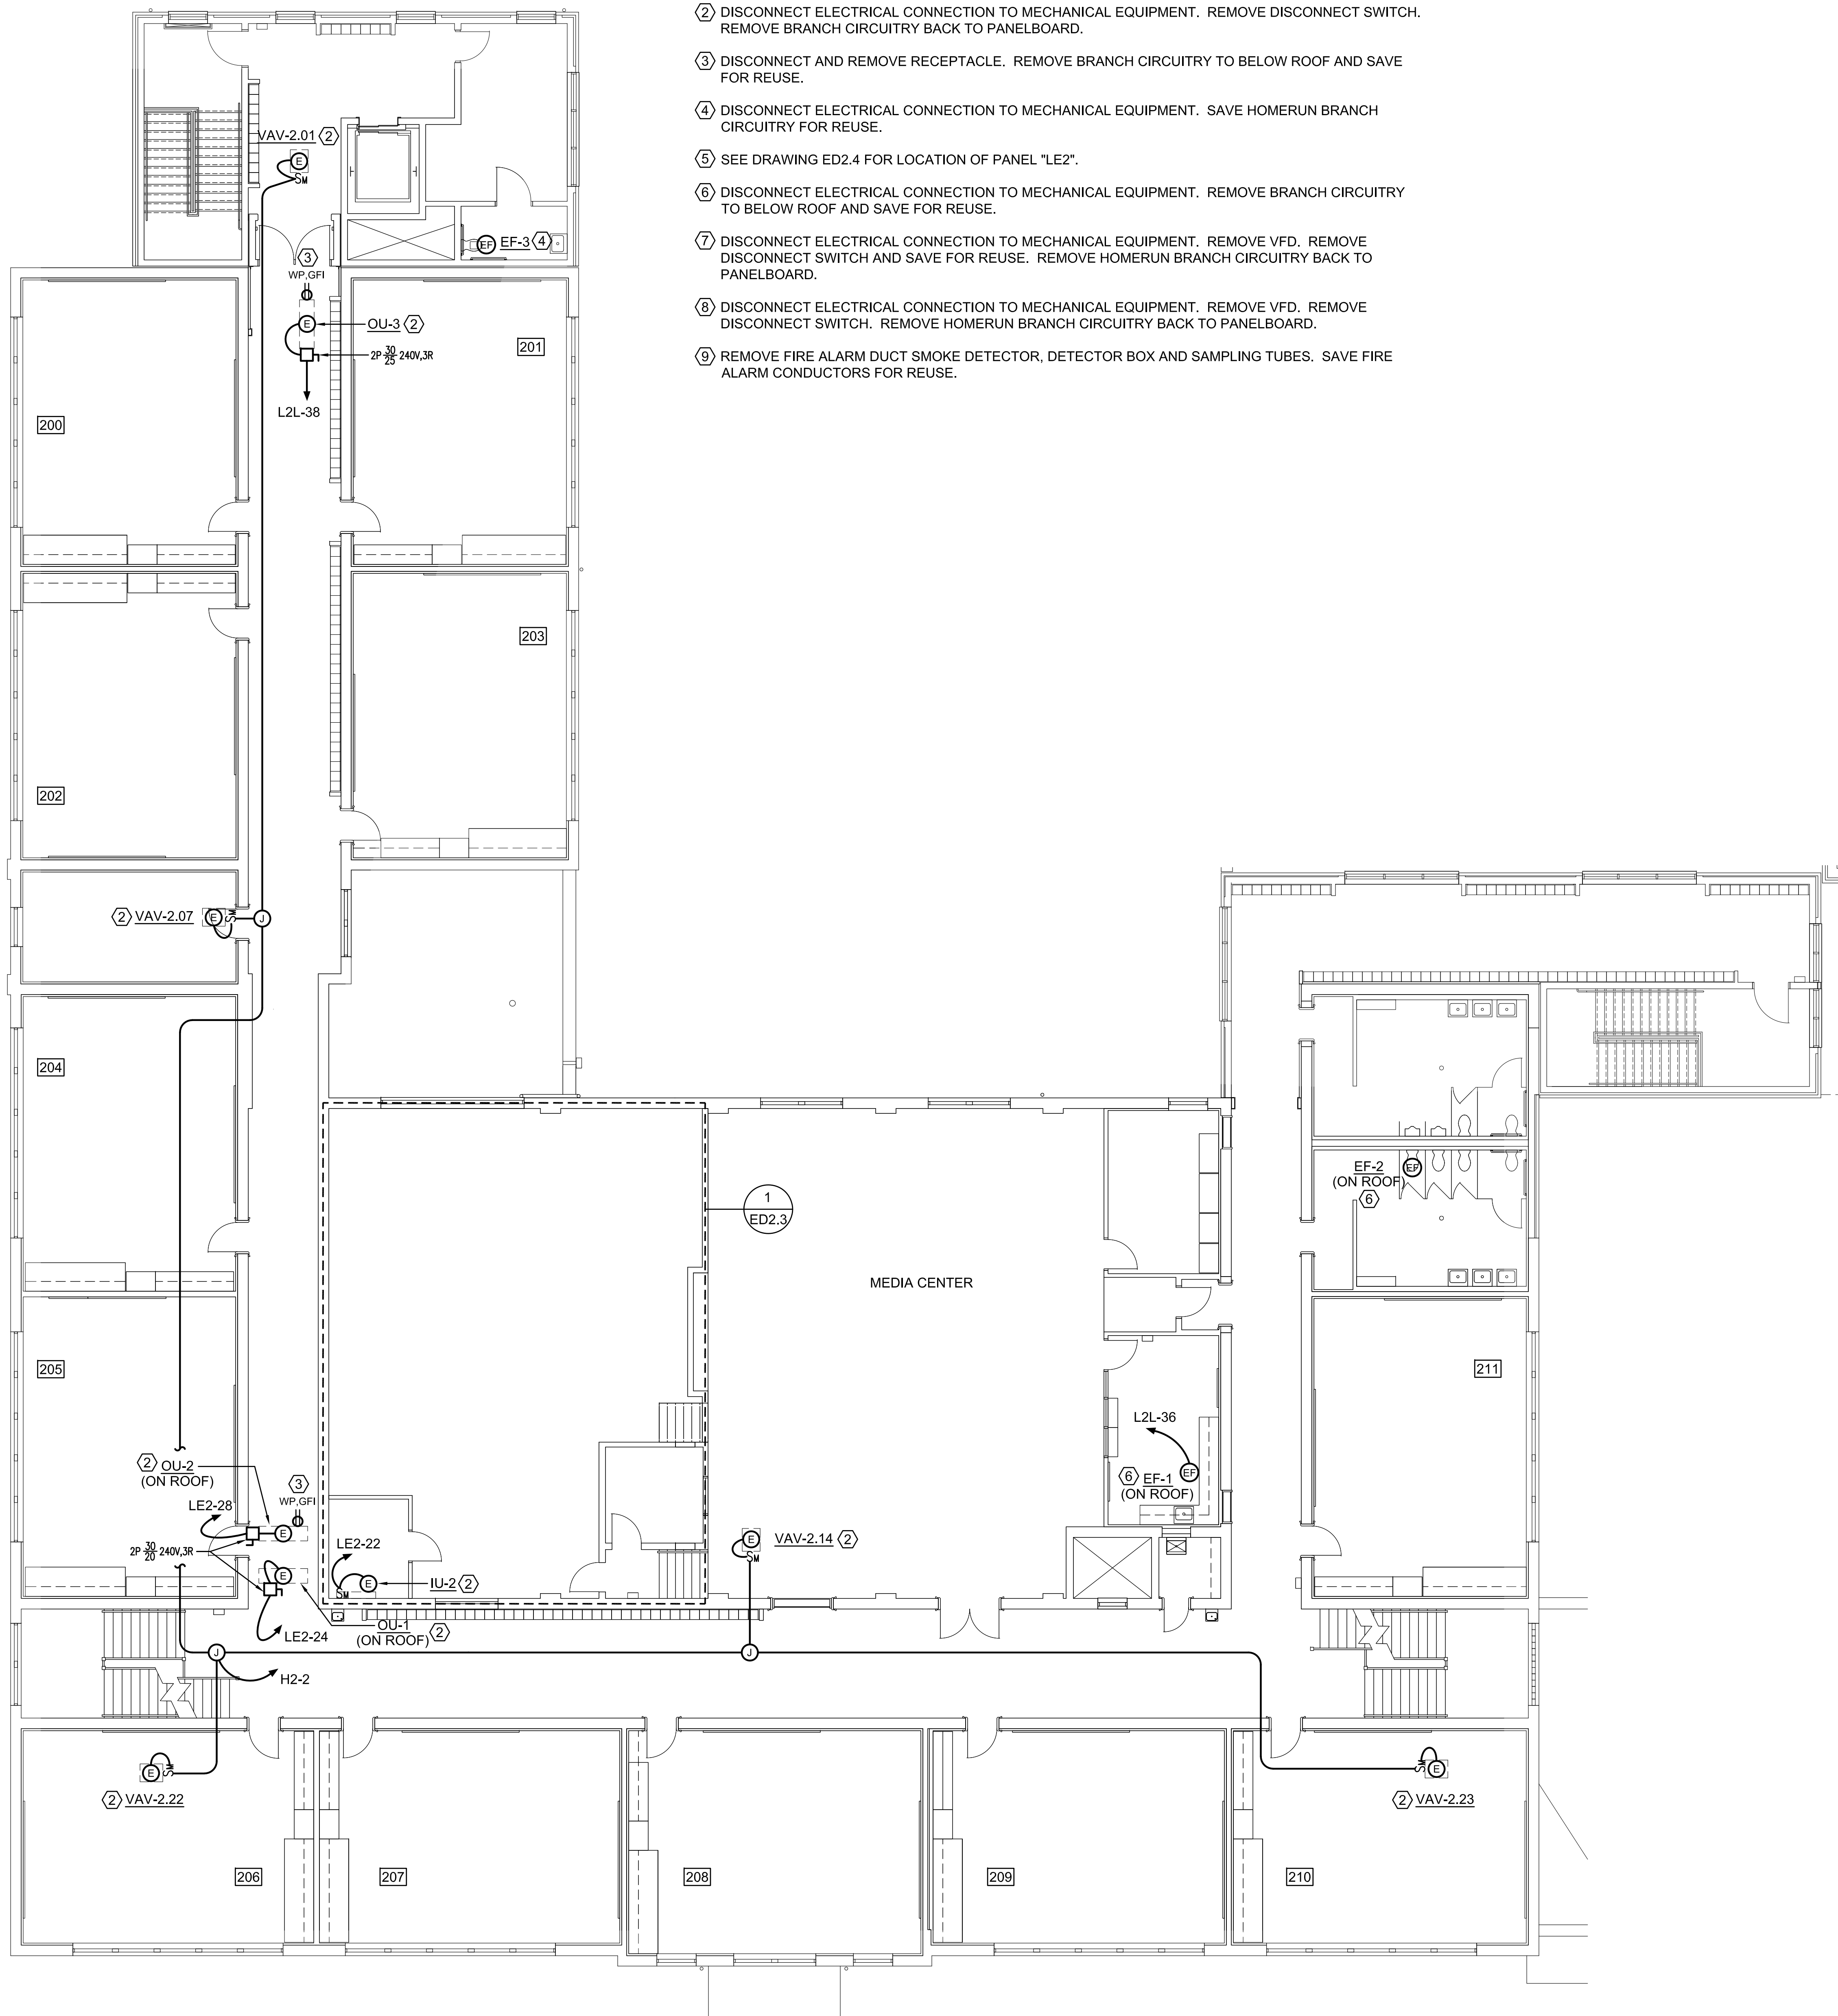 2 DISCONNECT ELECTRICAL CONNECTION TO MECHANICAL EQUIPMENT. REMOVE DISCONNECT SWITCH.
REMOVE BRANCH CIRCUITRY BACK TO PANELBOARD.
3 DISCONNECT AND REMOVE RECEPTACLE. REMOVE BRANCH CIRCUITRY TO BELOW ROOF AND SAVE
FOR REUSE.
4 DISCONNECT ELECTRICAL CONNECTION TO MECHANICAL EQUIPMENT. SAVE HOMERUN BRANCH
CIRCUITRY FOR REUSE.
5 SEE DRAWING ED2.4 FOR LOCATION OF PANEL "LE2".
6 DISCONNECT ELECTRICAL CONNECTION TO MECHANICAL EQUIPMENT. REMOVE BRANCH CIRCUITRY
TO BELOW ROOF AND SAVE FOR REUSE.
7 DISCONNECT ELECTRICAL CONNECTION TO MECHANICAL EQUIPMENT. REMOVE VFD. REMOVE
DISCONNECT SWITCH AND SAVE FOR REUSE. REMOVE HOMERUN BRANCH CIRCUITRY BACK TO
PANELBOARD.
8 DISCONNECT ELECTRICAL CONNECTION TO MECHANICAL EQUIPMENT. REMOVE VFD. REMOVE
DISCONNECT SWITCH. REMOVE HOMERUN BRANCH CIRCUITRY BACK TO PANELBOARD.
9 REMOVE FIRE ALARM DUCT SMOKE DETECTOR, DETECTOR BOX AND SAMPLING TUBES. SAVE FIRE
ALARM CONDUCTORS FOR REUSE.
VAV-2.01 2
E
SM
EF EF-3 4
3
WP,GFI
E OU-3 2
2P 30/25 240V,3R
L2L-38
201
200
203
202
2 VAV-2.07 E SM J
204
EF-2 EF
(ON ROOF)
6
1
ED2.3
MEDIA CENTER
205
211
L2L-36
2 OU-2
(ON ROOF)
6 EF-1 EF
(ON ROOF)
3
WP,GFI
LE2-28
E
2P 30/20 240V,3R
E
LE2-22
SM E IU-2 2
E VAV-2.14 2
SM
LE2-24
OU-1 2
(ON ROOF)
J
J
H2-2
E SM
2 VAV-2.22
SM E
2 VAV-2.23
206
207
208
209
210